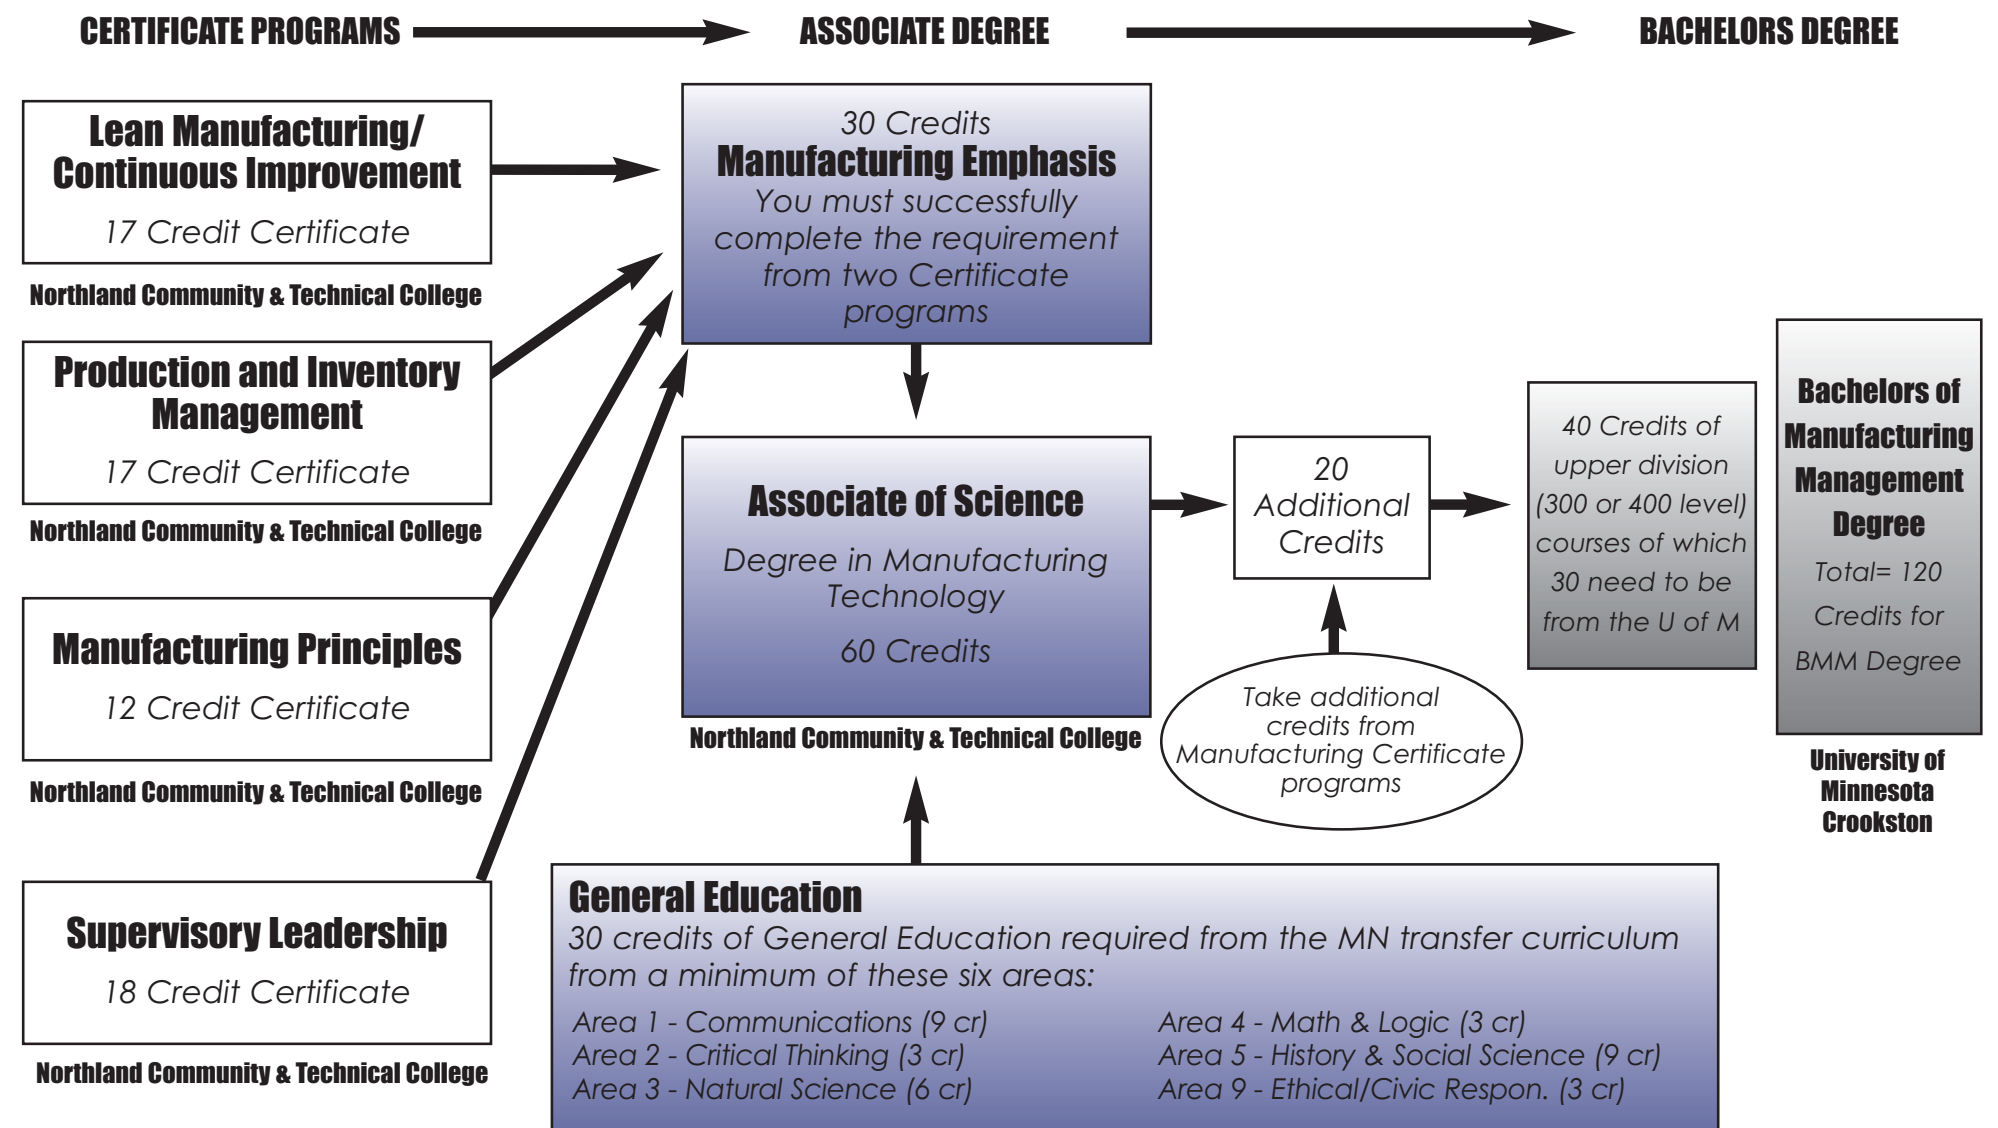 CERTIFICATE PROGRAMS
ASSOCIATE DEGREE
BACHELORS DEGREE
Lean Manufacturing/
Continuous Improvement
17 Credit Certificate
Northland Community & Technical College
Production and Inventory
Management
17 Credit Certificate
Northland Community & Technical College
Manufacturing Principles
12 Credit Certificate
Northland Community & Technical College
Supervisory Leadership
18 Credit Certificate
Northland Community & Technical College
30 Credits
Manufacturing Emphasis
You must successfully
complete the requirement
from two Certificate
programs
Associate of Science
Degree in Manufacturing
Technology
60 Credits
Northland Community & Technical College
20
Additional
Credits
Take additional
credits from
Manufacturing Certificate
programs
40 Credits of
upper division
(300 or 400 level)
courses of which
30 need to be
from the U of M
Bachelors of
Manufacturing
Management
Degree
Total= 120
Credits for
BMM Degree
University of
Minnesota
Crookston
General Education
30 credits of General Education required from the MN transfer curriculum
from a minimum of these six areas:
Area 1 - Communications (9 cr)
Area 2 - Critical Thinking (3 cr)
Area 3 - Natural Science (6 cr)
Area 4 - Math & Logic (3 cr)
Area 5 - History & Social Science (9 cr)
Area 9 - Ethical/Civic Respon. (3 cr)